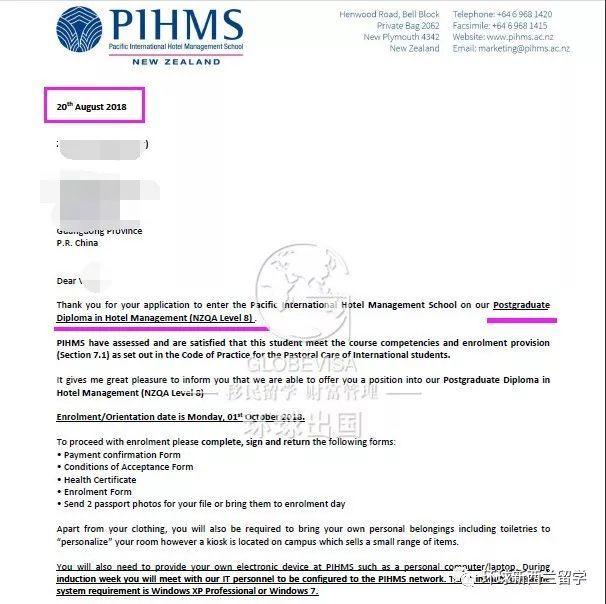 PIHMS
Pacific International Hotel Management School
NEW ZEALAND
Henwood Road, Bell Block
Private Bag 2062
New Plymouth 4342
New Zealand
Telephone: +64 6 968 1420
Facsimile: +64 6 968 1415
Website: www.pihms.ac.nz
Email: marketing@pihms.ac.nz
20th August 2018
Guangdong Province
P.R. China
Dear
Thank you for your application to enter the Pacific International Hotel Management School on our Postgraduate
Diploma in Hotel Management (NZQA Level 8) .
PIHMS have assessed and are satisfied that this student meet the course competencies and enrolment provision
(Section 7.1) as set out in the Code of Practice for the Pastoral Care of International students.
GLOBEVISA
It gives me great pleasure to inform you that we are able to offer you a position into our Postgraduate Diploma in
Hotel Management (NZQA Level 8)
移民留学 财富管理
Enrolment/Orientation date is Monday, 01st October 2018.
环球出国
To proceed with enrolment please complete, sign and return the following forms:
• Payment confirmation Form
• Conditions of Acceptance Form
• Health Certificate
• Enrolment Form
• Send 2 passport photos for your file or bring them to enrolment day
Apart from your clothing, you will also be required to bring your own personal belongings including toiletries to
"personalize" your room however a kiosk is located on campus which sells a small range of items.
You will also need to provide your own electronic device at PIHMS such as a personal computer/laptop. During
induction week you will meet with our IT personnel to be configured to the PIHMS network.
system requirement is Windows XP Professional or Windows 7.
环球新西兰留学